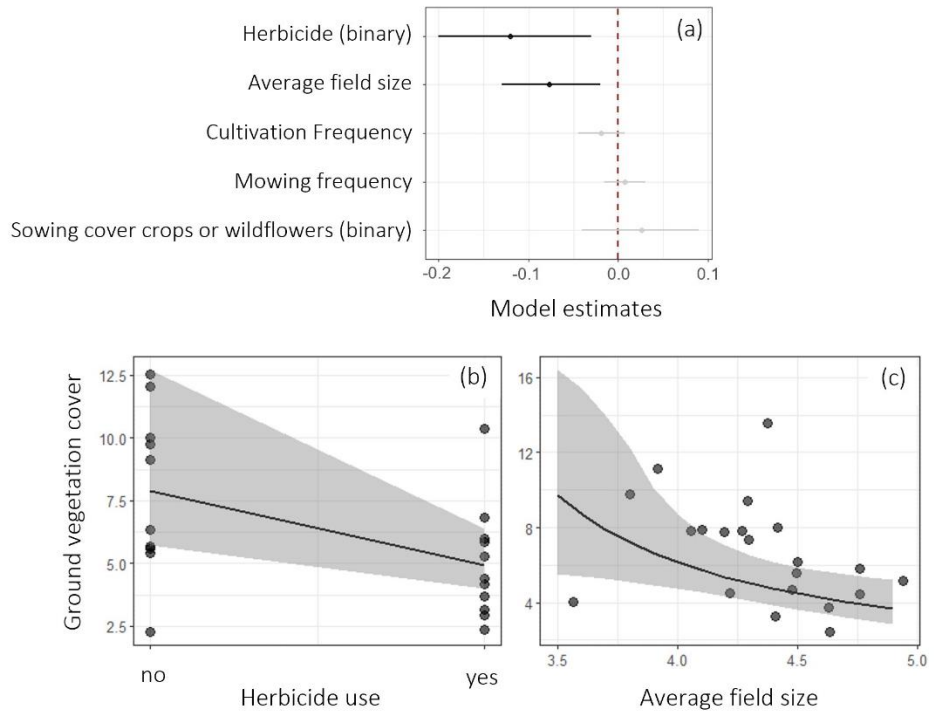 (a)
Herbicide (binary)
Average field size
Cultivation Frequency
Mowing frequency
Sowing cover crops or wildflowers (binary)
-0.2 -0.1 0.0 0.1
Model estimates
(b)
Ground vegetation cover
12.5
10.0
7.5
5.0
2.5
no yes
Herbicide use
(c)
16
12
8
4
3.5 4.0 4.5 5.0
Average field size